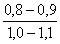 0,8 – 0,9
1,0 – 1,1